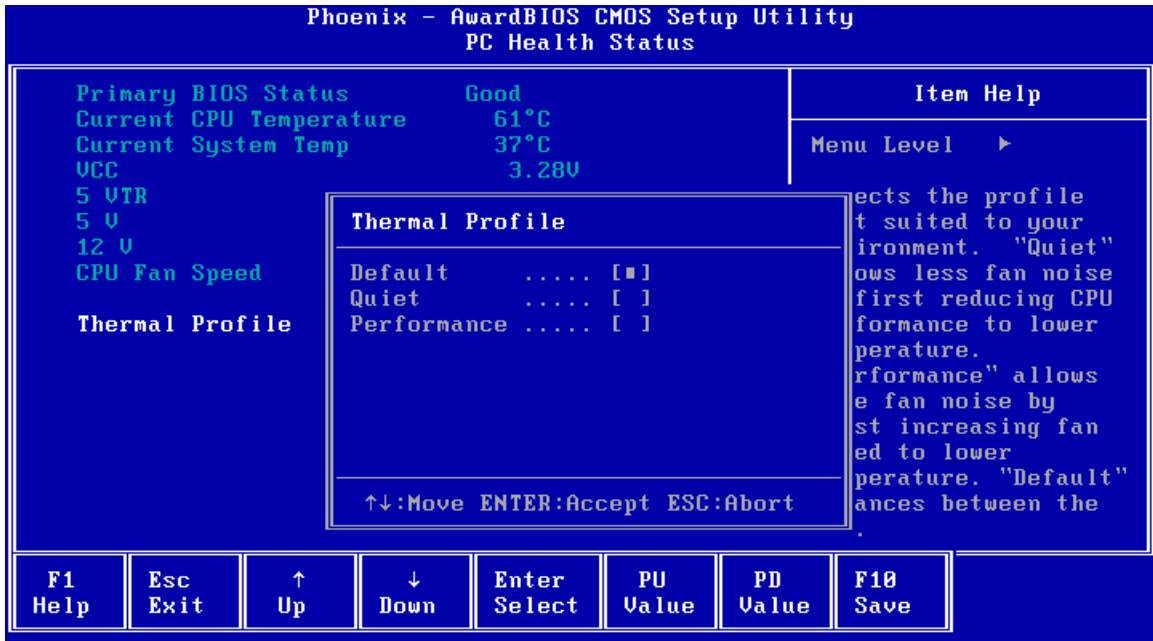 Phoenix - AwardBIOS CMOS Setup Utility
PC Health Status
Primary BIOS Status Good
Current CPU Temperature 61°C
Current System Temp 37°C
VCC 3.28V
5 VTR
5 V
12 V
CPU Fan Speed
Thermal Profile
Thermal Profile
Default ..... [■]
Quiet ..... [ ]
Performance ..... [ ]
↑↓:Move ENTER:Accept ESC:Abort
Item Help
Menu Level ►
ects the profile
t suited to your
ironment. "Quiet"
ows less fan noise
first reducing CPU
formance to lower
perature.
rformance" allows
e fan noise by
st increasing fan
ed to lower
perature. "Default"
ances between the
.
F1 Help
Esc Exit
↑ Up
↓ Down
Enter Select
PU Value
PD Value
F10 Save